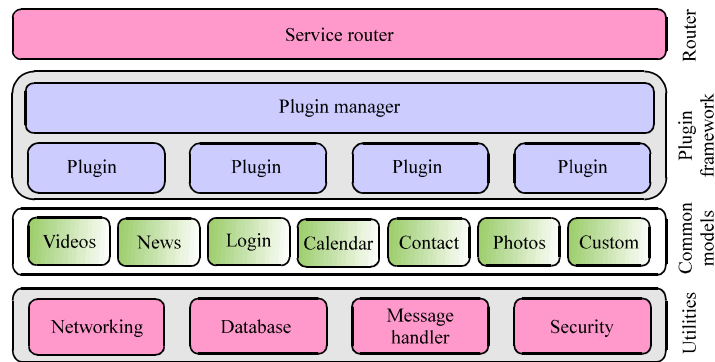 Service router
Router
Plugin manager
Plugin
Plugin
Plugin
Plugin
Plugin
framework
Videos
News
Login
Calendar
Contact
Photos
Custom
Common
models
Networking
Database
Message
handler
Security
Utilities